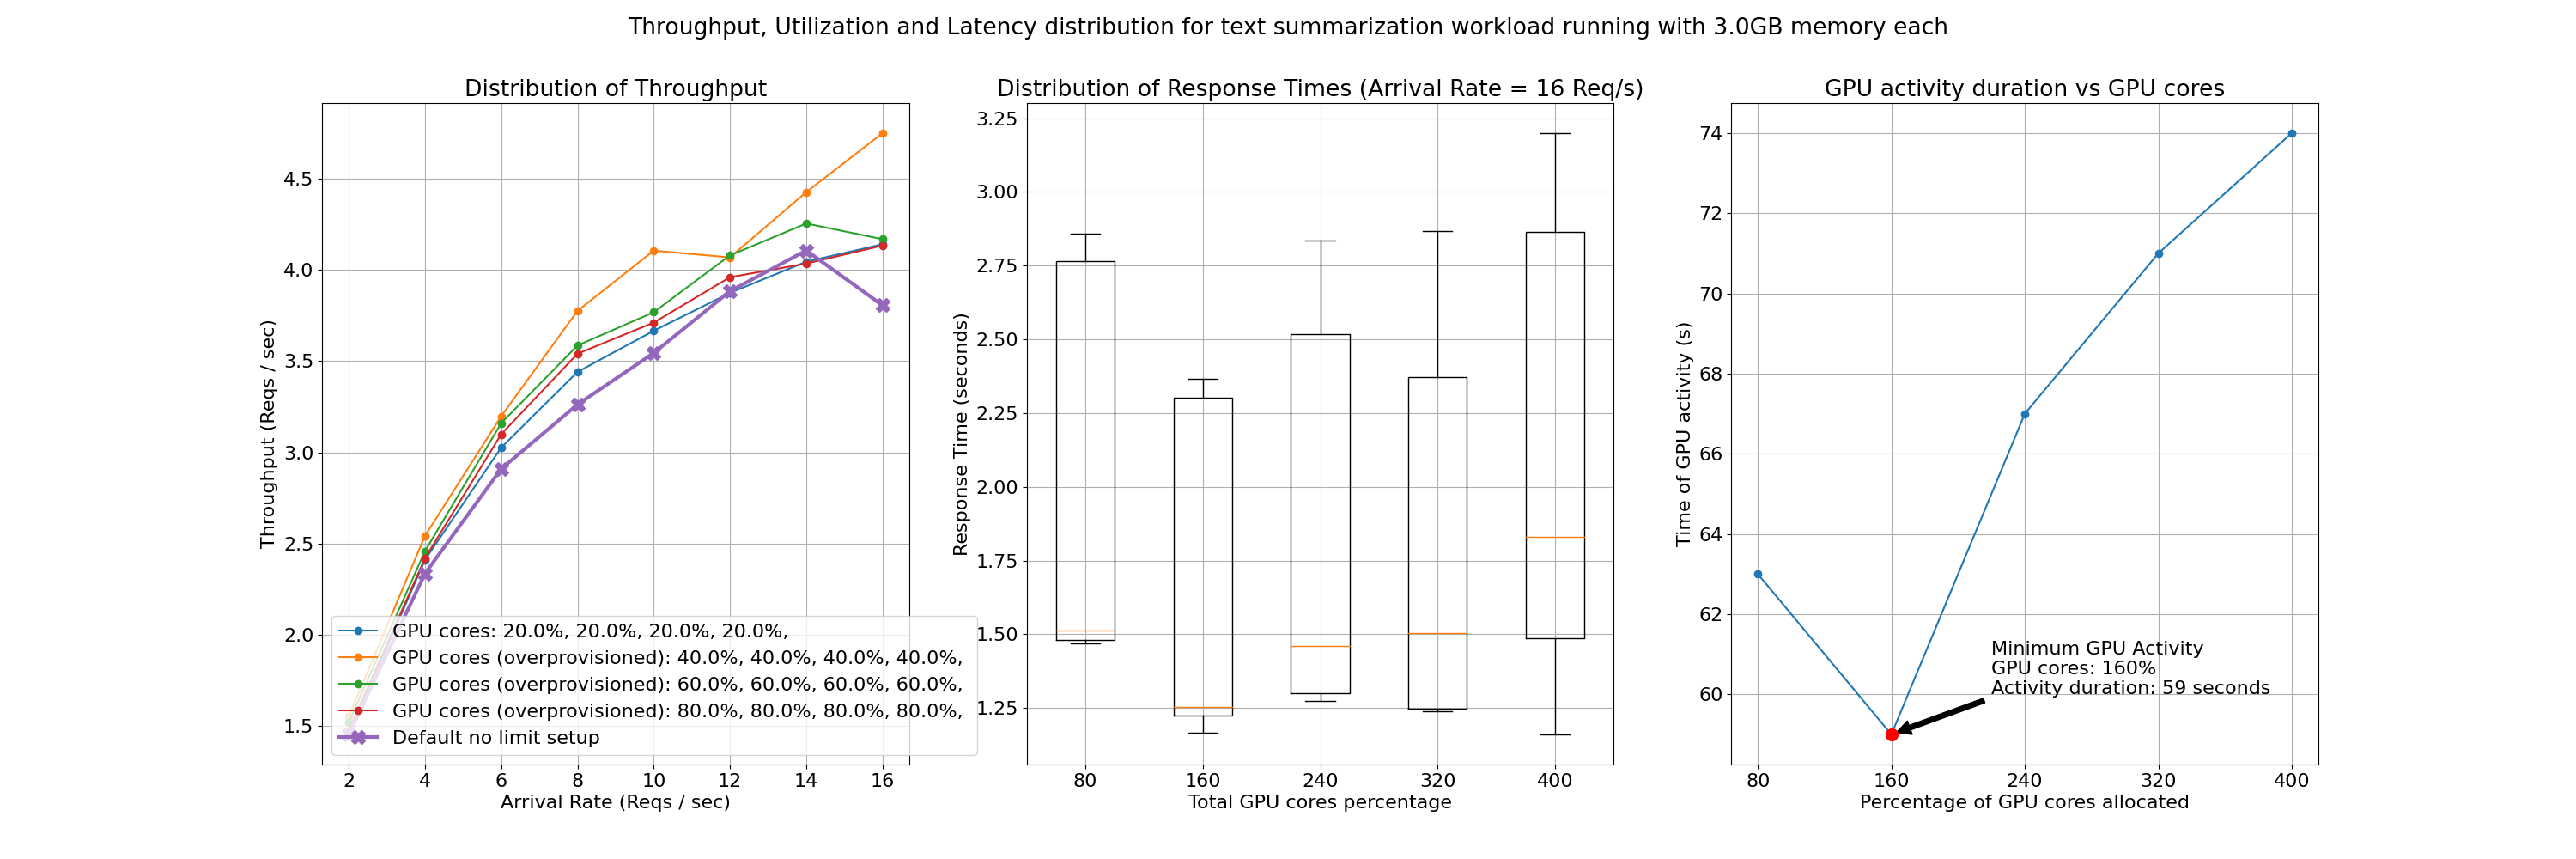 Throughput, Utilization and Latency distribution for text summarization workload running with 3.0GB memory each
Distribution of Throughput
Throughput (Reqs / sec)
4.5
4.0
3.5
3.0
2.5
2.0
1.5
GPU cores: 20.0%, 20.0%, 20.0%, 20.0%,
GPU cores (overprovisioned): 40.0%, 40.0%, 40.0%, 40.0%,
GPU cores (overprovisioned): 60.0%, 60.0%, 60.0%, 60.0%,
GPU cores (overprovisioned): 80.0%, 80.0%, 80.0%, 80.0%,
Default no limit setup
2 4 6 8 10 12 14 16
Arrival Rate (Reqs / sec)
Distribution of Response Times (Arrival Rate = 16 Req/s)
Response Time (seconds)
3.25
3.00
2.75
2.50
2.25
2.00
1.75
1.50
1.25
80 160 240 320 400
Total GPU cores percentage
GPU activity duration vs GPU cores
Time of GPU activity (s)
74
72
70
68
66
64
62
60
Minimum GPU Activity
GPU cores: 160%
Activity duration: 59 seconds
80 160 240 320 400
Percentage of GPU cores allocated